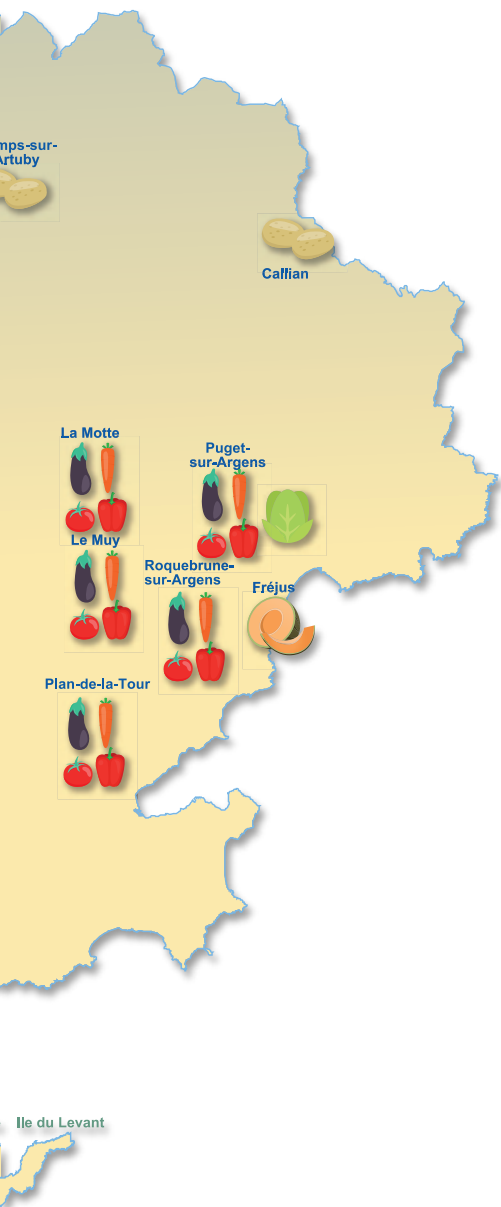 mps-sur-
Artuby
Callian
La Motte
Puget-
sur-Argens
Le Muy
Roquebrune-
sur-Argens
Fréjus
Plan-de-la-Tour
Ile du Levant